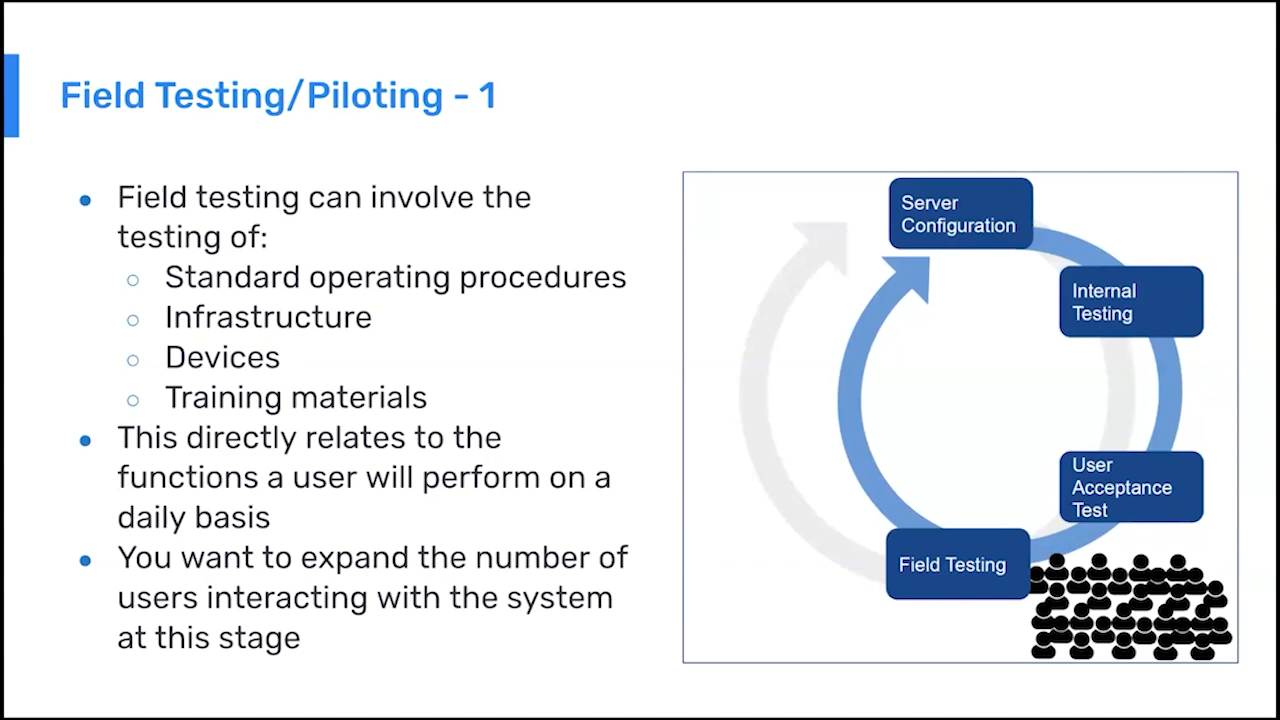 Field Testing/Piloting - 1
● Field testing can involve the
testing of:
○ Standard operating procedures
○ Infrastructure
○ Devices
○ Training materials
● This directly relates to the
functions a user will perform on a
daily basis
● You want to expand the number of
users interacting with the system
at this stage
Server
Configuration
Internal
Testing
User
Acceptance
Test
Field Testing